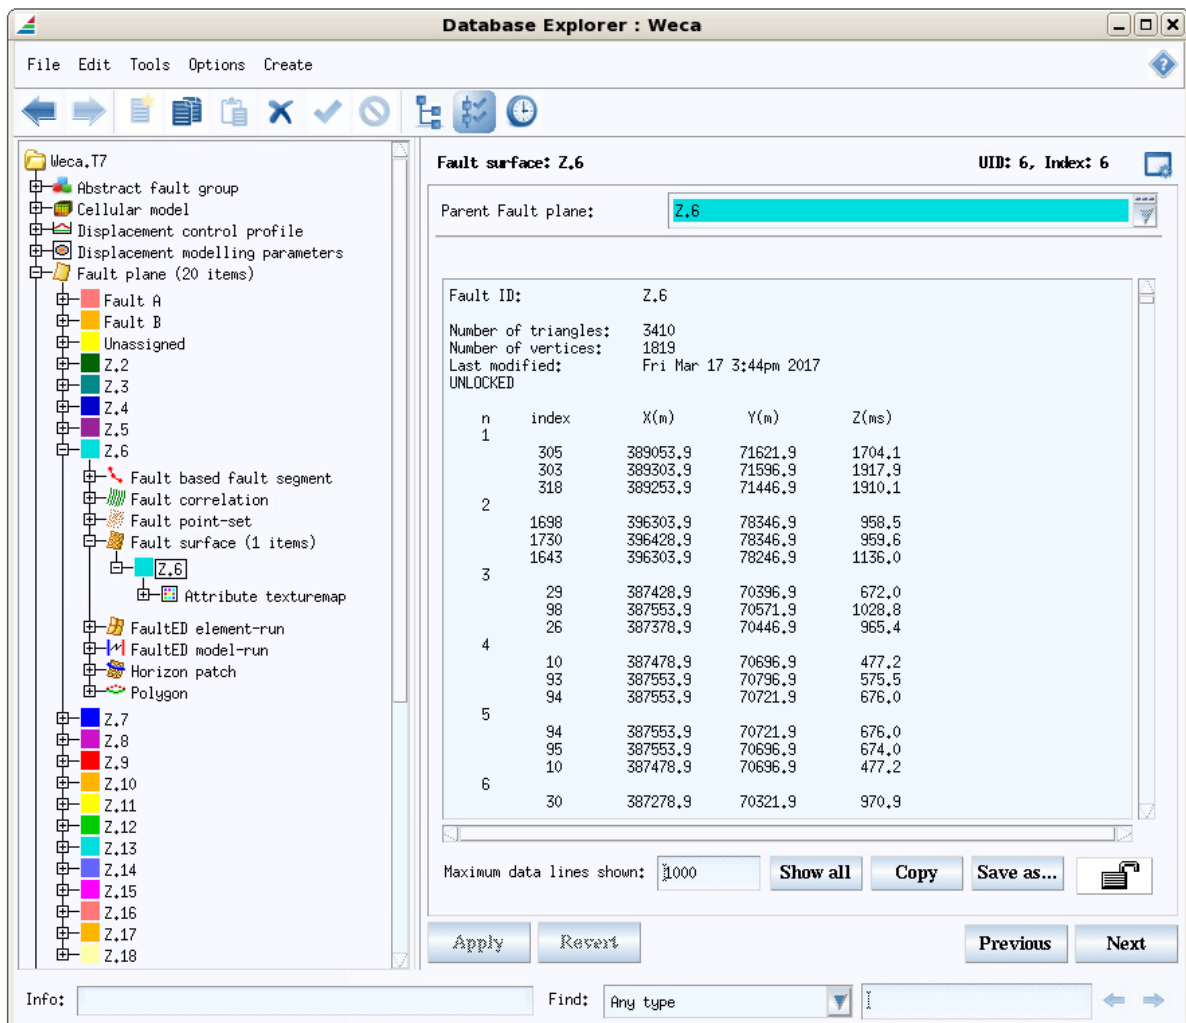 Database Explorer : Weca
File Edit Tools Options Create
Weca.T7
Abstract fault group
Cellular model
Displacement control profile
Displacement modelling parameters
Fault plane (20 items)
Fault A
Fault B
Unassigned
Z.2
Z.3
Z.4
Z.5
Z.6
Fault based fault segment
Fault correlation
Fault point-set
Fault surface (1 items)
Z.6
Attribute texturemap
FaultED element-run
FaultED model-run
Horizon patch
Polygon
Z.7
Z.8
Z.9
Z.10
Z.11
Z.12
Z.13
Z.14
Z.15
Z.16
Z.17
Z.18
Fault surface: Z.6 UID: 6, Index: 6
Parent Fault plane: Z.6
Fault ID: Z.6
Number of triangles: 3410
Number of vertices: 1819
Last modified: Fri Mar 17 3:44pm 2017
UNLOCKED
n index X(m) Y(m) Z(ms)
1
305 389053.9 71621.9 1704.1
303 389303.9 71596.9 1917.9
318 389253.9 71446.9 1910.1
2
1698 396303.9 78346.9 958.5
1730 396428.9 78346.9 959.6
1643 396303.9 78246.9 1136.0
3
29 387428.9 70396.9 672.0
98 387553.9 70571.9 1028.8
26 387378.9 70446.9 965.4
4
10 387478.9 70696.9 477.2
93 387553.9 70796.9 575.5
94 387553.9 70721.9 676.0
5
94 387553.9 70721.9 676.0
95 387553.9 70696.9 674.0
10 387478.9 70696.9 477.2
6
30 387278.9 70321.9 970.9
Maximum data lines shown: 1000 Show all Copy Save as...
Apply Revert Previous Next
Info: Find: Any type